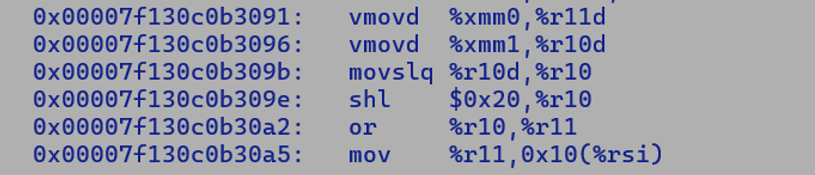 0x00007f130c0b3091: vmovd %xmm0,%r11d
0x00007f130c0b3096: vmovd %xmm1,%r10d
0x00007f130c0b309b: movslq %r10d,%r10
0x00007f130c0b309e: shl $0x20,%r10
0x00007f130c0b30a2: or %r10,%r11
0x00007f130c0b30a5: mov %r11,0x10(%rsi)